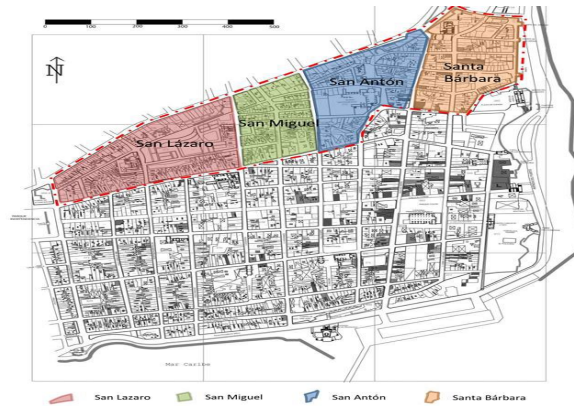 0 100 200 300 400 500
N
Santa
Bárbara
San Antón
San Miguel
San Lázaro
Mar Caribe
San Lazaro San Miguel San Antón Santa Bárbara